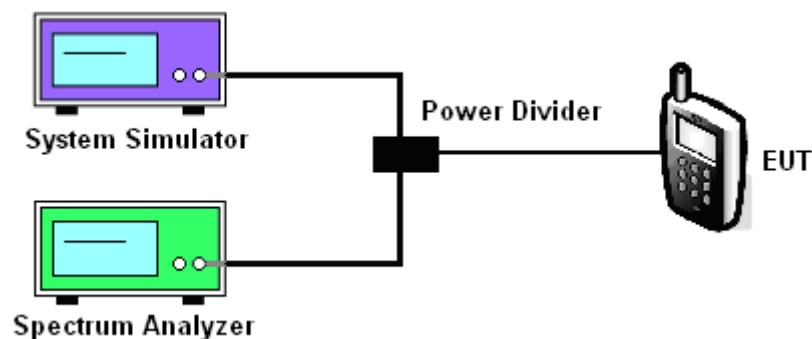 System Simulator
Power Divider
EUT
Spectrum Analyzer